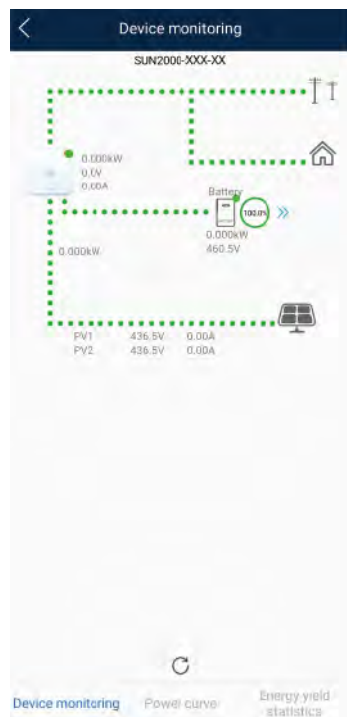 Device monitoring
SUN2000-XXX-XX
0.000kW
0.0V
0.00A
Battery
100.0%
0.000kW
460.5V
0.000kW
PV1 436.5V 0.00A
PV2 436.5V 0.00A
Device monitoring
Power curve
Energy yield
statistics